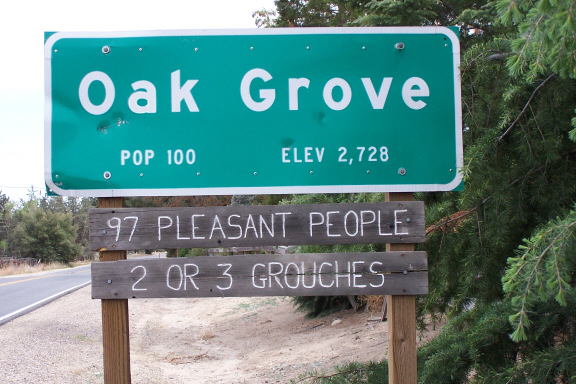 Oak Grove
POP 100 ELEV 2,728
97 PLEASANT PEOPLE
2 OR 3 GROUCHES